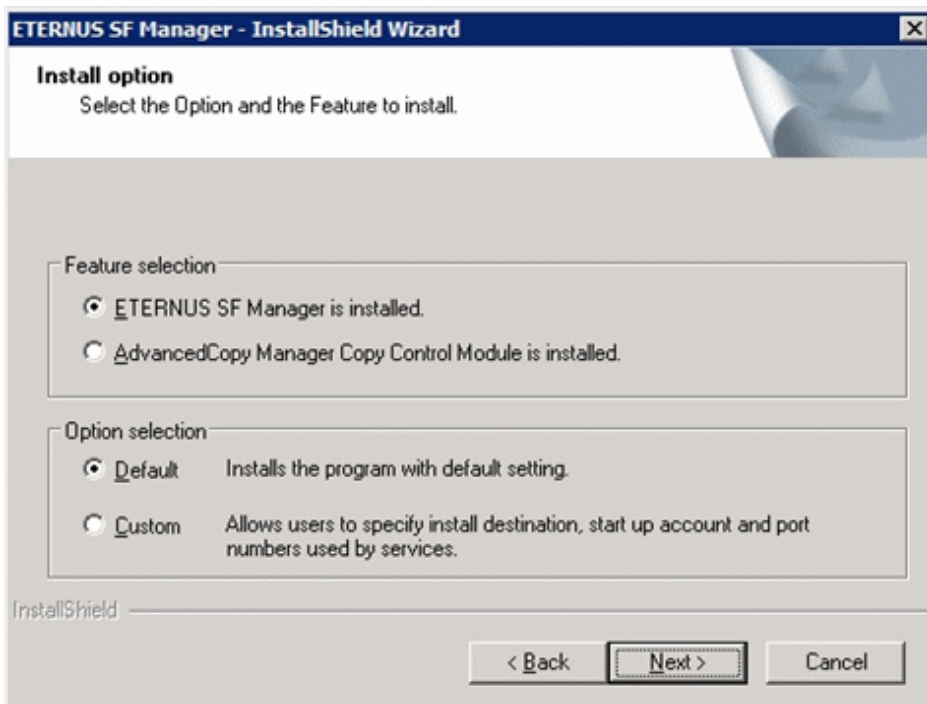 ETERNUS SF Manager - InstallShield Wizard
Install option
Select the Option and the Feature to install.
Feature selection
ETERNUS SF Manager is installed.
AdvancedCopy Manager Copy Control Module is installed.
Option selection
Default Installs the program with default setting.
Custom Allows users to specify install destination, start up account and port
numbers used by services.
InstallShield
< Back Next > Cancel